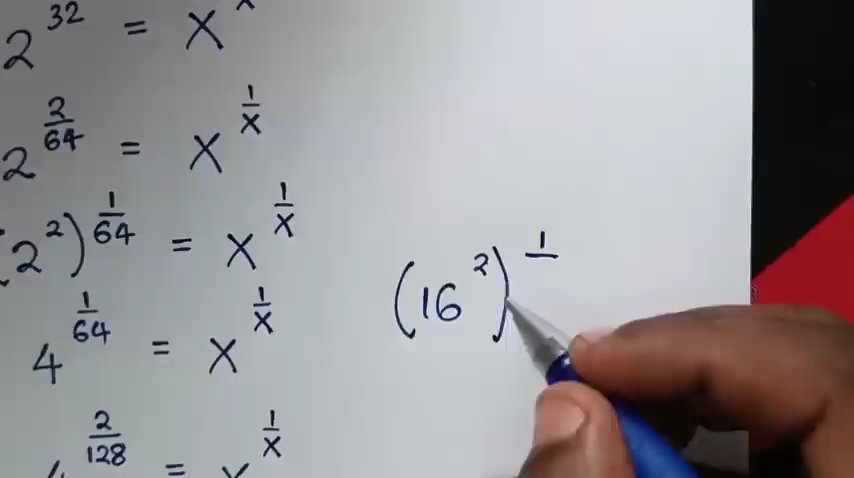 2^32 = x^x
2^(2/64) = x^(1/x)
(2^2)^(1/64) = x^(1/x)
4^(1/64) = x^(1/x)
4^(2/128) = x^(1/x)
(16^2)^(1/